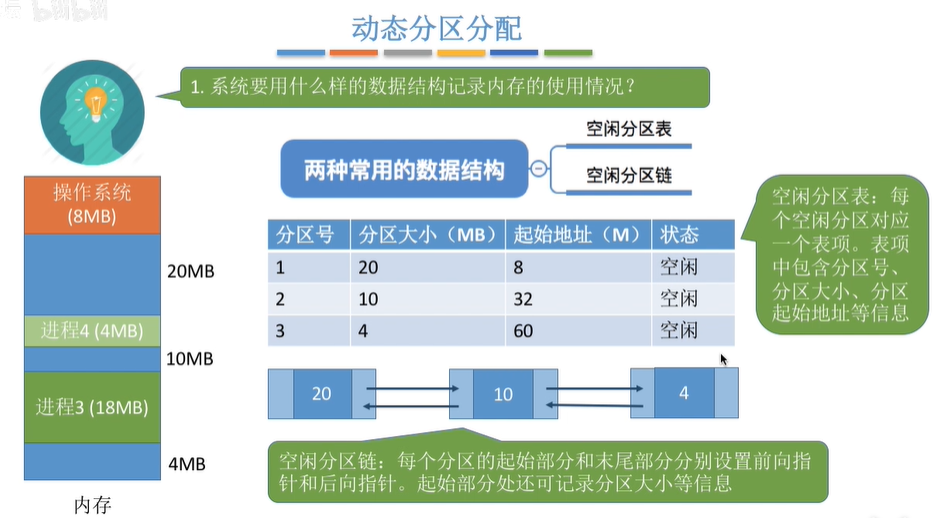 动态分区分配
1. 系统要用什么样的数据结构记录内存的使用情况？
两种常用的数据结构
空闲分区表
空闲分区链
操作系统
(8MB)
20MB
进程4 (4MB)
10MB
进程3 (18MB)
4MB
内存
分区号 分区大小（MB） 起始地址（M） 状态
1 20 8 空闲
2 10 32 空闲
3 4 60 空闲
空闲分区表：每
个空闲分区对应
一个表项。表项
中包含分区号、
分区大小、分区
起始地址等信息
20 10 4
空闲分区链：每个分区的起始部分和末尾部分分别设置前向指
针和后向指针。起始部分处还可记录分区大小等信息